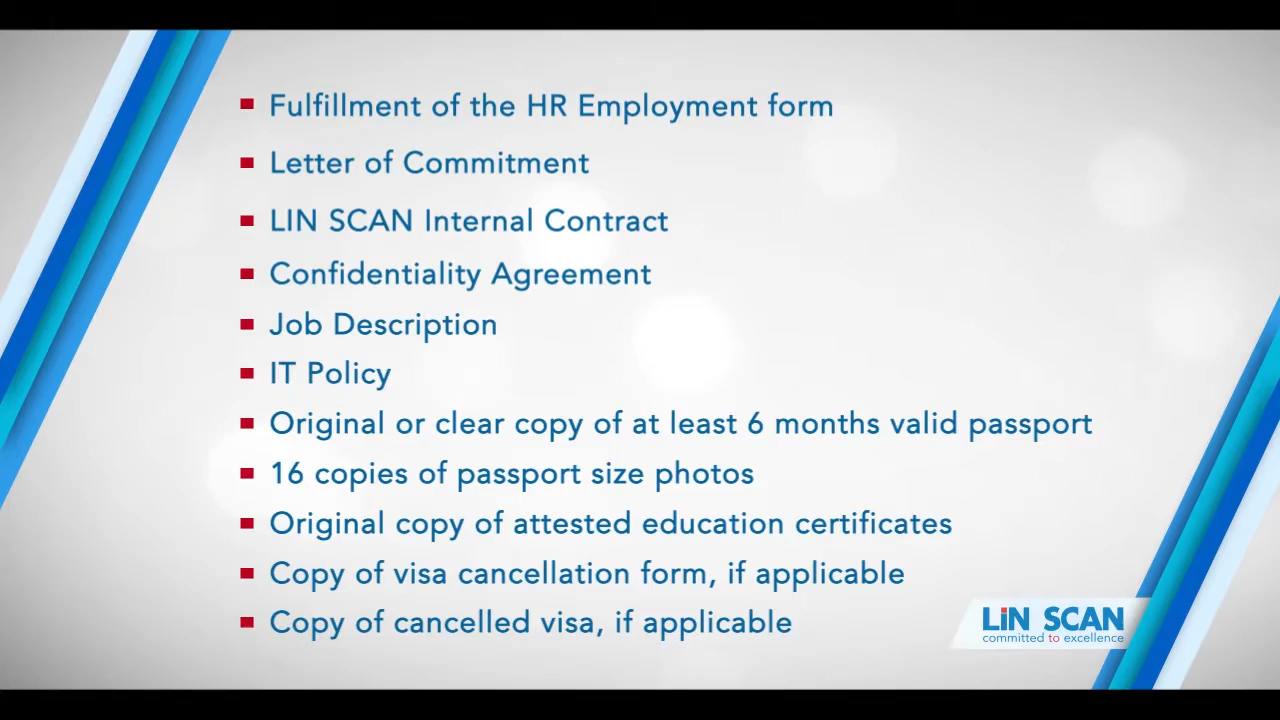 Fulfillment of the HR Employment form
Letter of Commitment
LIN SCAN Internal Contract
Confidentiality Agreement
Job Description
IT Policy
Original or clear copy of at least 6 months valid passport
16 copies of passport size photos
Original copy of attested education certificates
Copy of visa cancellation form, if applicable
Copy of cancelled visa, if applicable
LiN SCAN
committed to excellence